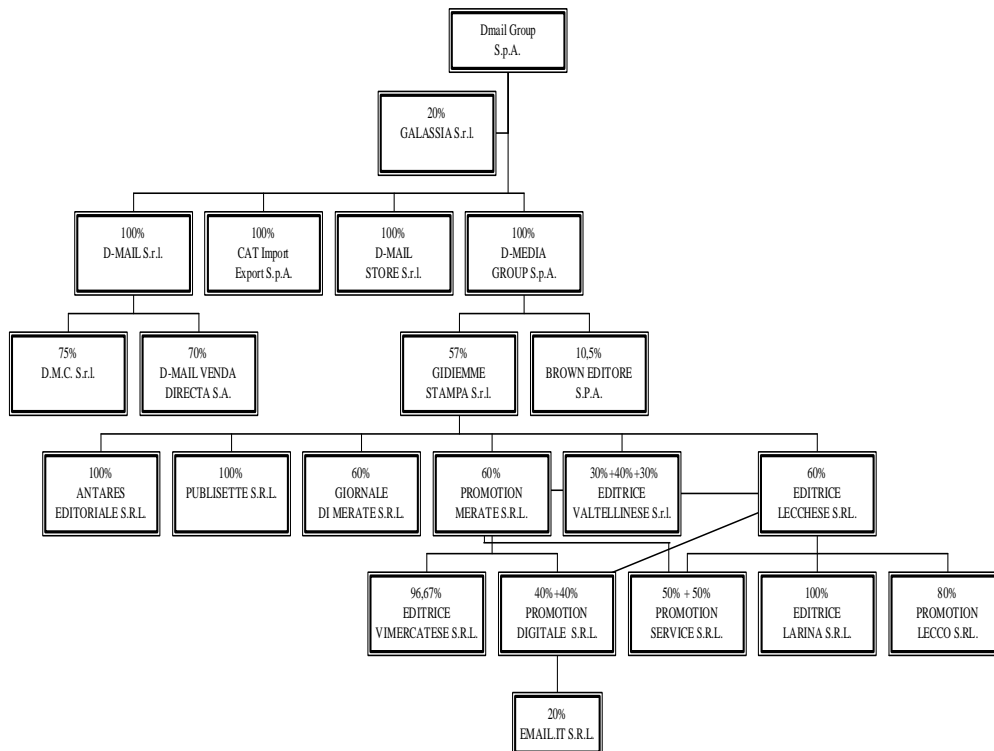 Dmail Group
S.p.A.
20%
GALASSIA S.r.l.
100%
D-MAIL S.r.l.
100%
CAT Import
Export S.p.A.
100%
D-MAIL
STORE S.r.l.
100%
D-MEDIA
GROUP S.p.A.
75%
D.M.C. S.r.l.
70%
D-MAIL VENDA
DIRECTA S.A.
57%
GIDIEMME
STAMPA S.r.l.
10,5%
BROWN EDITORE
S.P.A.
100%
ANTARES
EDITORIALE S.R.L.
100%
PUBLISETTE S.R.L.
60%
GIORNALE
DI MERATE S.R.L.
60%
PROMOTION
MERATE S.R.L.
30%+40%+30%
EDITRICE
VALTELLINESE S.r.l.
60%
EDITRICE
LECCHESE S.RL.
96,67%
EDITRICE
VIMERCATESE S.R.L.
40%+40%
PROMOTION
DIGITALE S.R.L.
50% + 50%
PROMOTION
SERVICE S.R.L.
100%
EDITRICE
LARINA S.R.L.
80%
PROMOTION
LECCO S.RL.
20%
EMAIL.IT S.R.L.